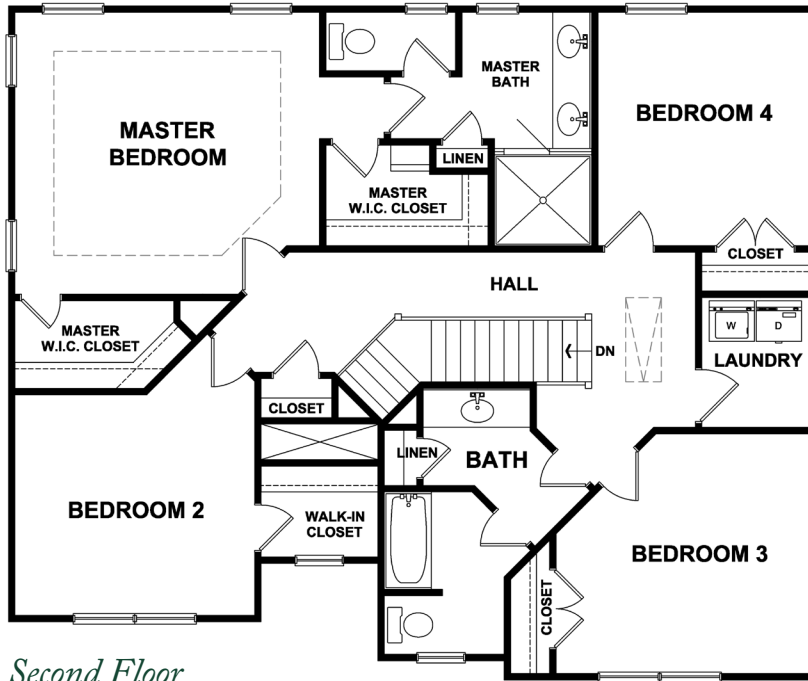 MASTER
BEDROOM
MASTER
BATH
BEDROOM 4
LINEN
MASTER
W.I.C. CLOSET
CLOSET
HALL
MASTER
W.I.C. CLOSET
W
D
DN
LAUNDRY
CLOSET
LINEN
BATH
BEDROOM 2
WALK-IN
CLOSET
BEDROOM 3
CLOSET
Second Floor